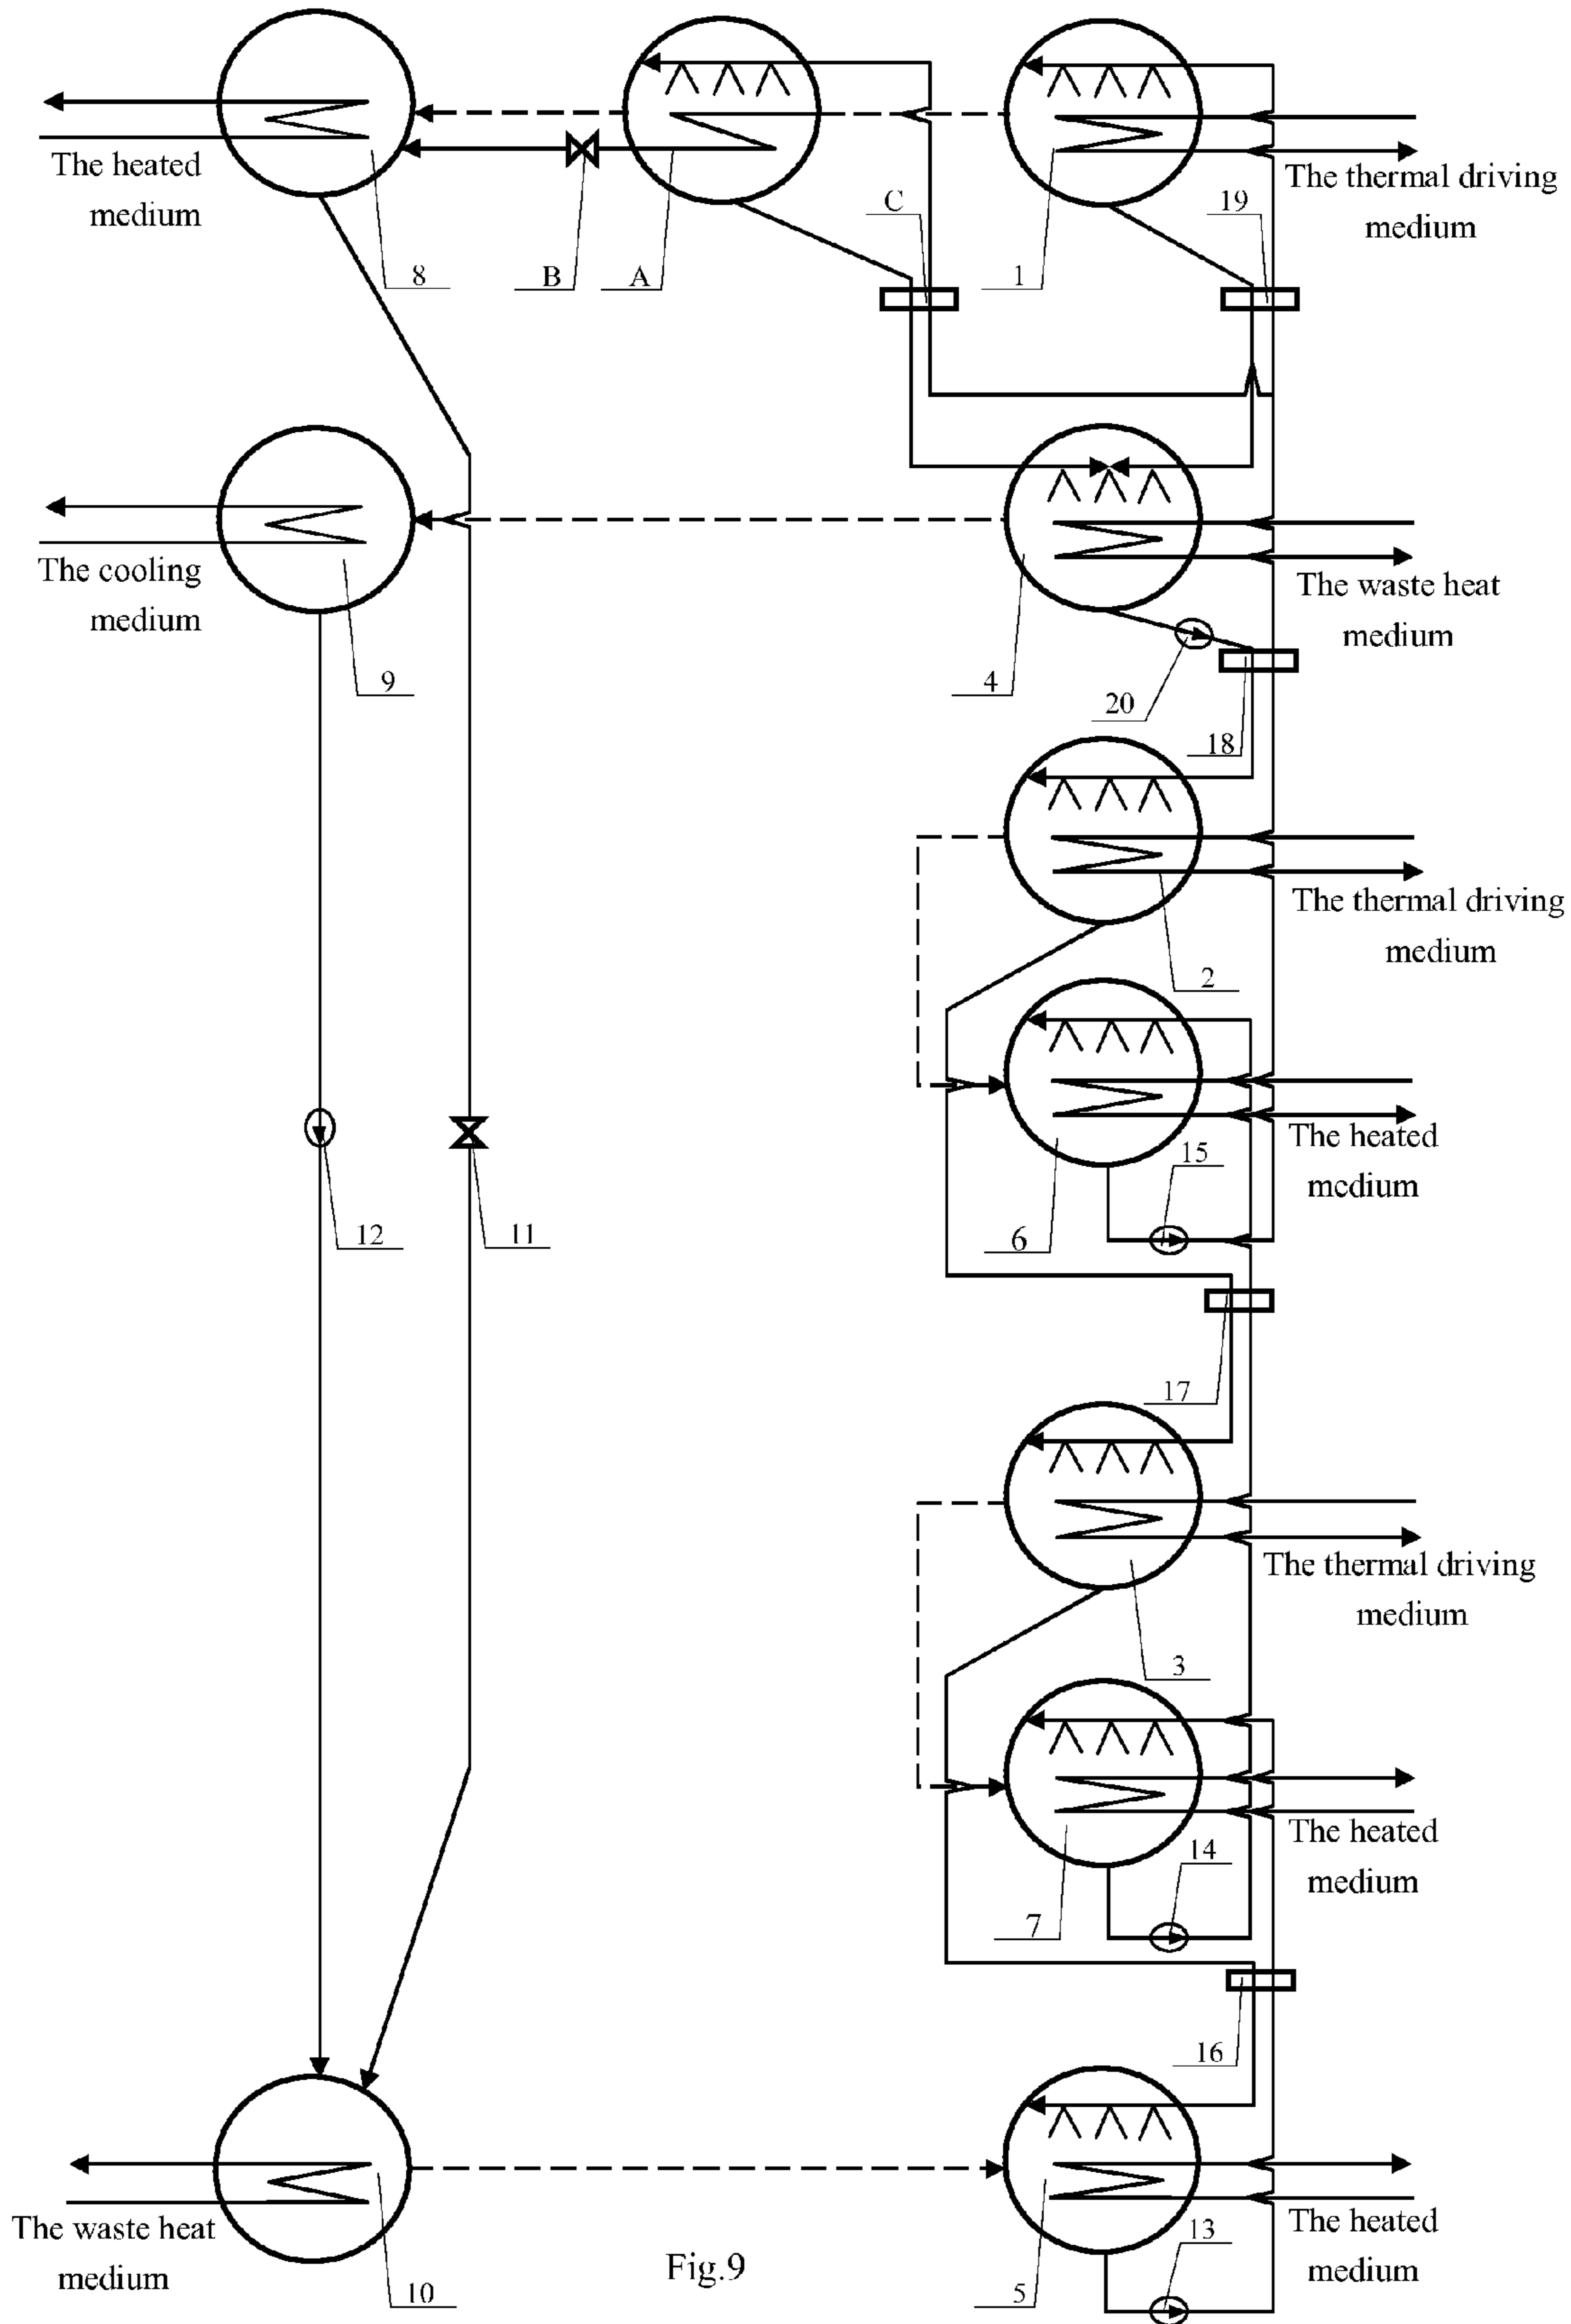 The heated
medium
8
B
A
C
1
19
The thermal driving
medium
The cooling
medium
9
4
20
18
The waste heat
medium
The thermal driving
medium
2
12
11
6
15
The heated
medium
17
The thermal driving
medium
3
7
14
The heated
medium
16
The waste heat
medium
10
Fig.9
5
13
The heated
medium